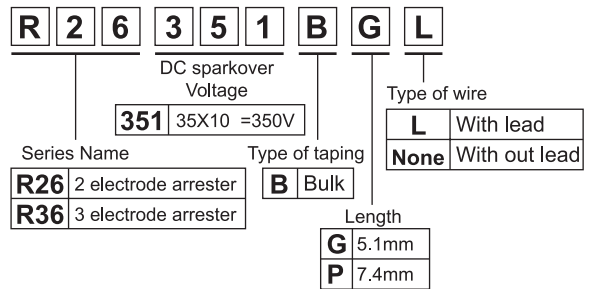 R 2 6 3 5 1 B G L
DC sparkover
Voltage
351 35X10 =350V
Type of wire
L With lead
None With out lead
Series Name
R26 2 electrode arrester
R36 3 electrode arrester
Type of taping
B Bulk
Length
G 5.1mm
P 7.4mm